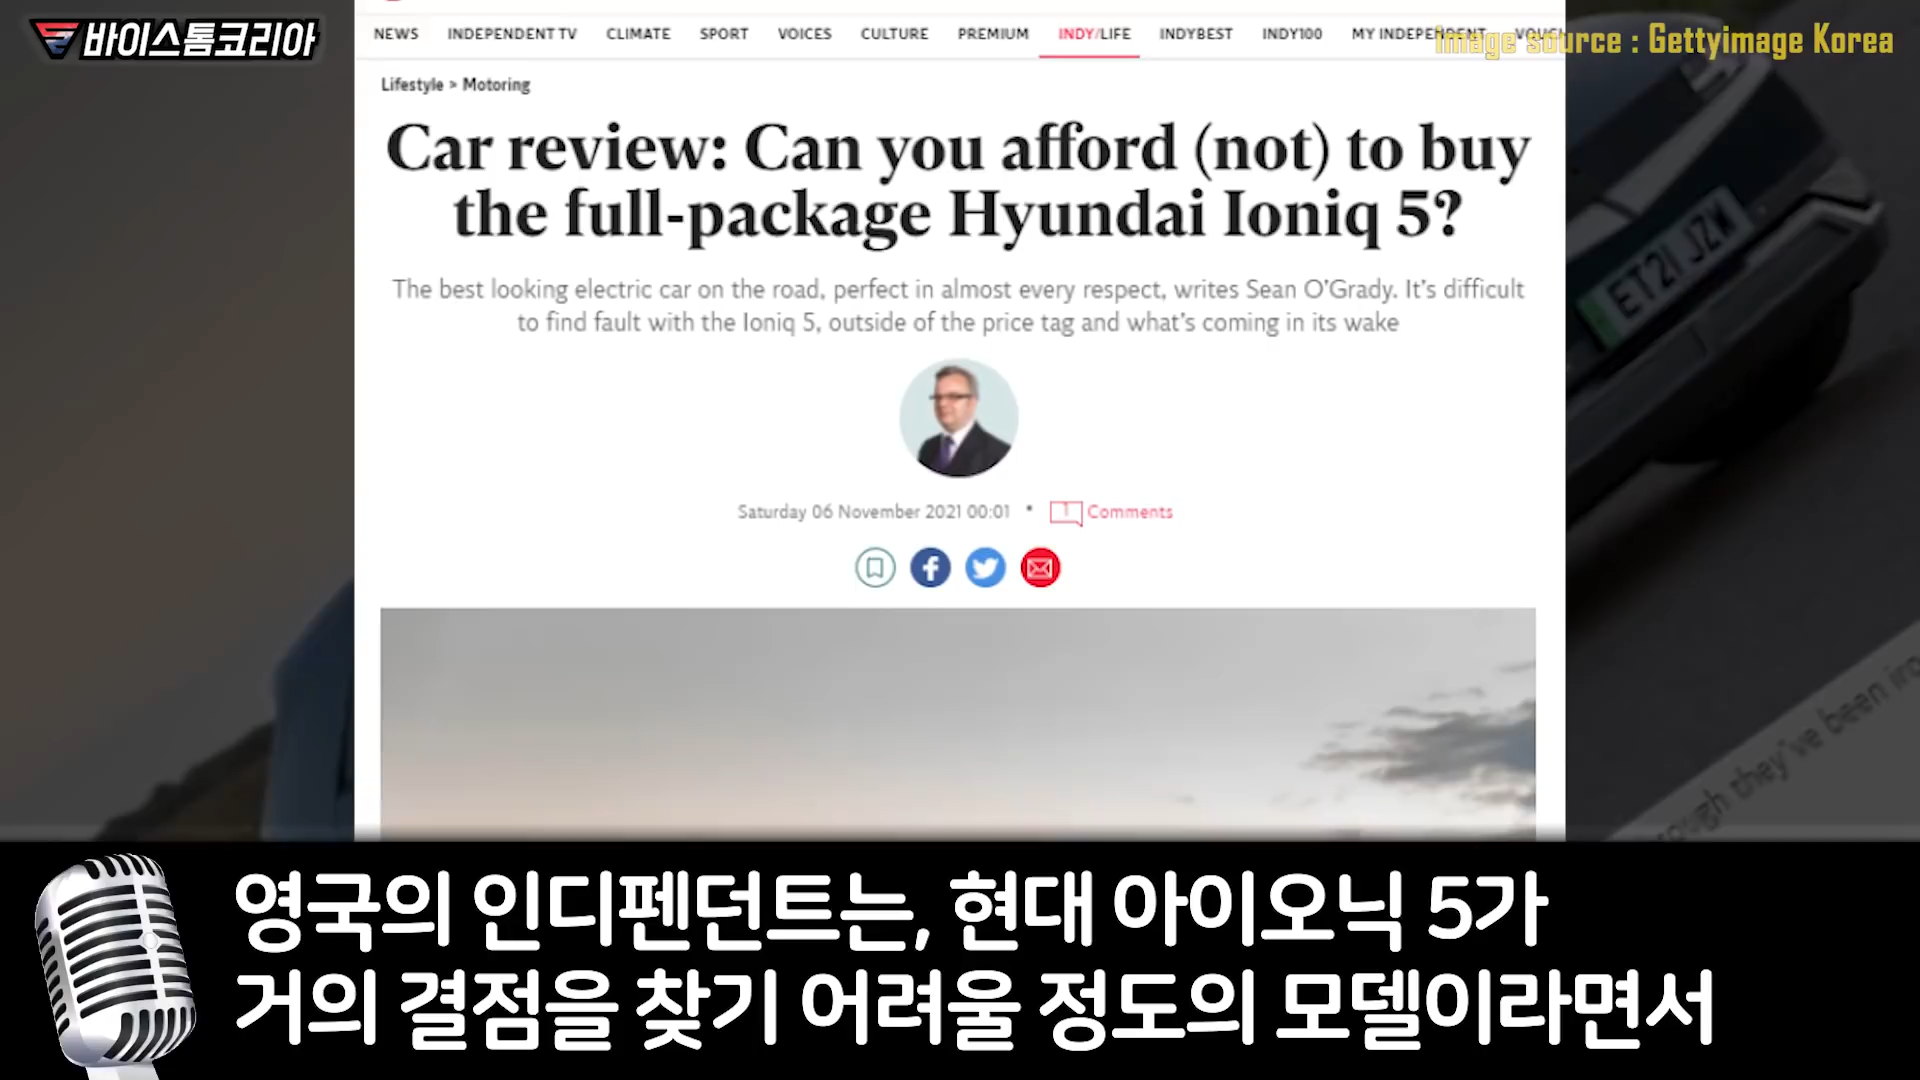 바이스톰코리아
Image source : Gettyimage Korea
NEWS INDEPENDENT TV CLIMATE SPORT VOICES CULTURE PREMIUM INDY/LIFE INDYBEST INDY100 MY INDEPENDENT
Lifestyle > Motoring
Car review: Can you afford (not) to buy
the full-package Hyundai Ioniq 5?
The best looking electric car on the road, perfect in almost every respect, writes Sean O'Grady. It's difficult
to find fault with the Ioniq 5, outside of the price tag and what's coming in its wake
Saturday 06 November 2021 00:01 • 1 Comments
ET21 JZW
they've been
영국의 인디펜던트는, 현대 아이오닉 5가
거의 결점을 찾기 어려울 정도의 모델이라면서